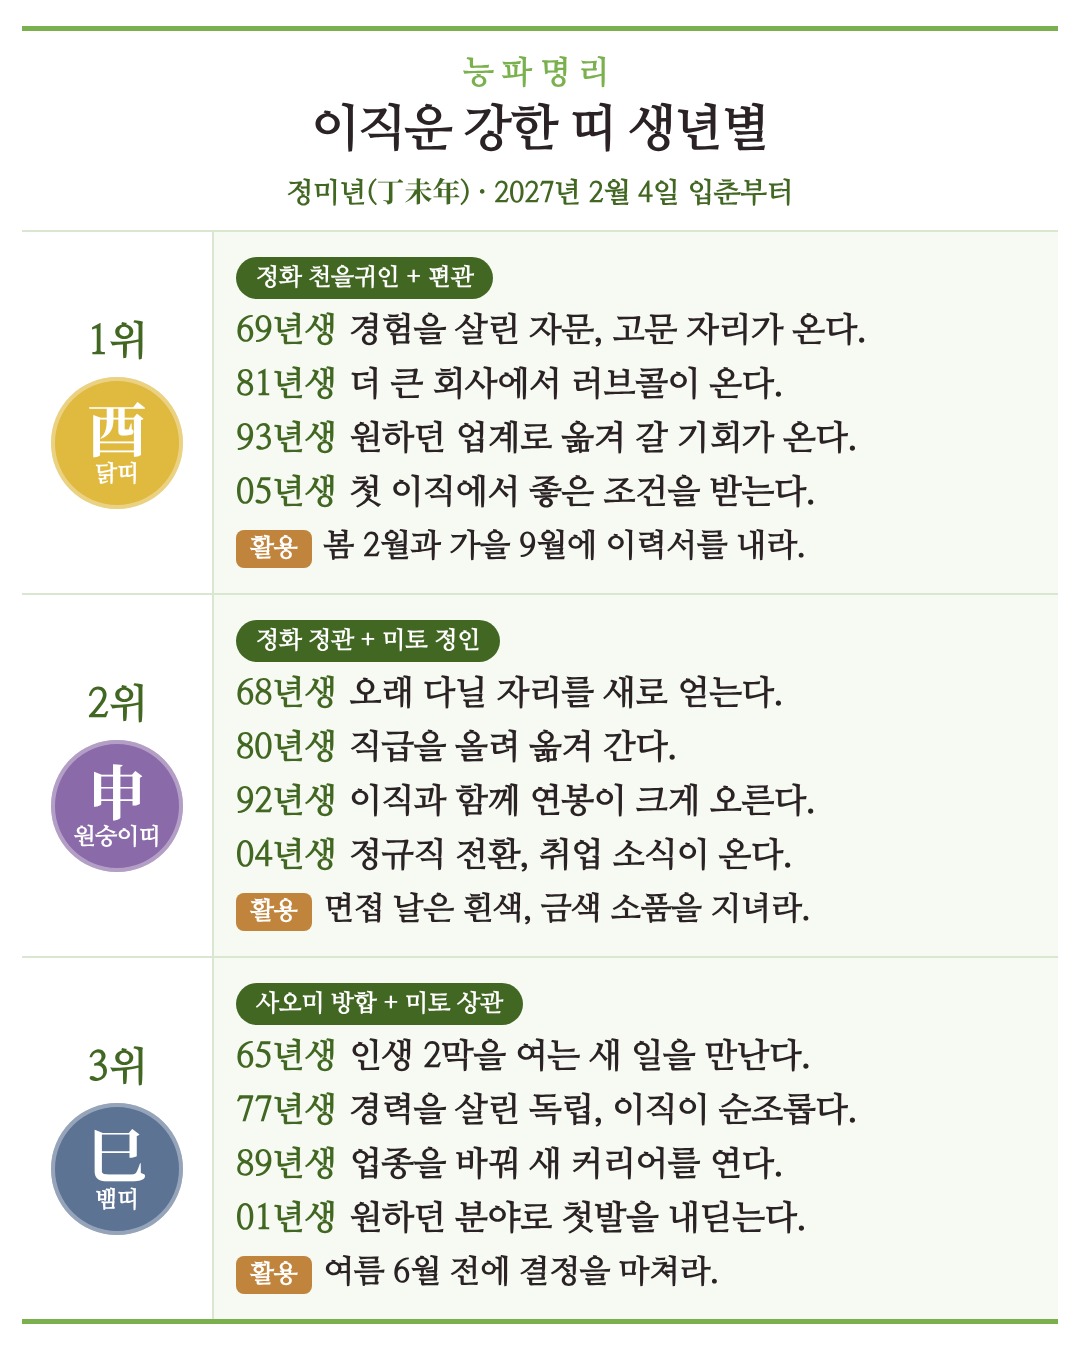 능파명리
이직운 강한 띠 생년별
정미년(丁未年) · 2027년 2월 4일 입춘부터
1위
酉
닭띠
정화 천을귀인 + 편관
69년생 경험을 살린 자문, 고문 자리가 온다.
81년생 더 큰 회사에서 러브콜이 온다.
93년생 원하던 업계로 옮겨 갈 기회가 온다.
05년생 첫 이직에서 좋은 조건을 받는다.
활용 봄 2월과 가을 9월에 이력서를 내라.
2위
申
원숭이띠
정화 정관 + 미토 정인
68년생 오래 다닐 자리를 새로 얻는다.
80년생 직급을 올려 옮겨 간다.
92년생 이직과 함께 연봉이 크게 오른다.
04년생 정규직 전환, 취업 소식이 온다.
활용 면접 날은 흰색, 금색 소품을 지녀라.
3위
巳
뱀띠
사오미 방합 + 미토 상관
65년생 인생 2막을 여는 새 일을 만난다.
77년생 경력을 살린 독립, 이직이 순조롭다.
89년생 업종을 바꿔 새 커리어를 연다.
01년생 원하던 분야로 첫발을 내딛는다.
활용 여름 6월 전에 결정을 마쳐라.